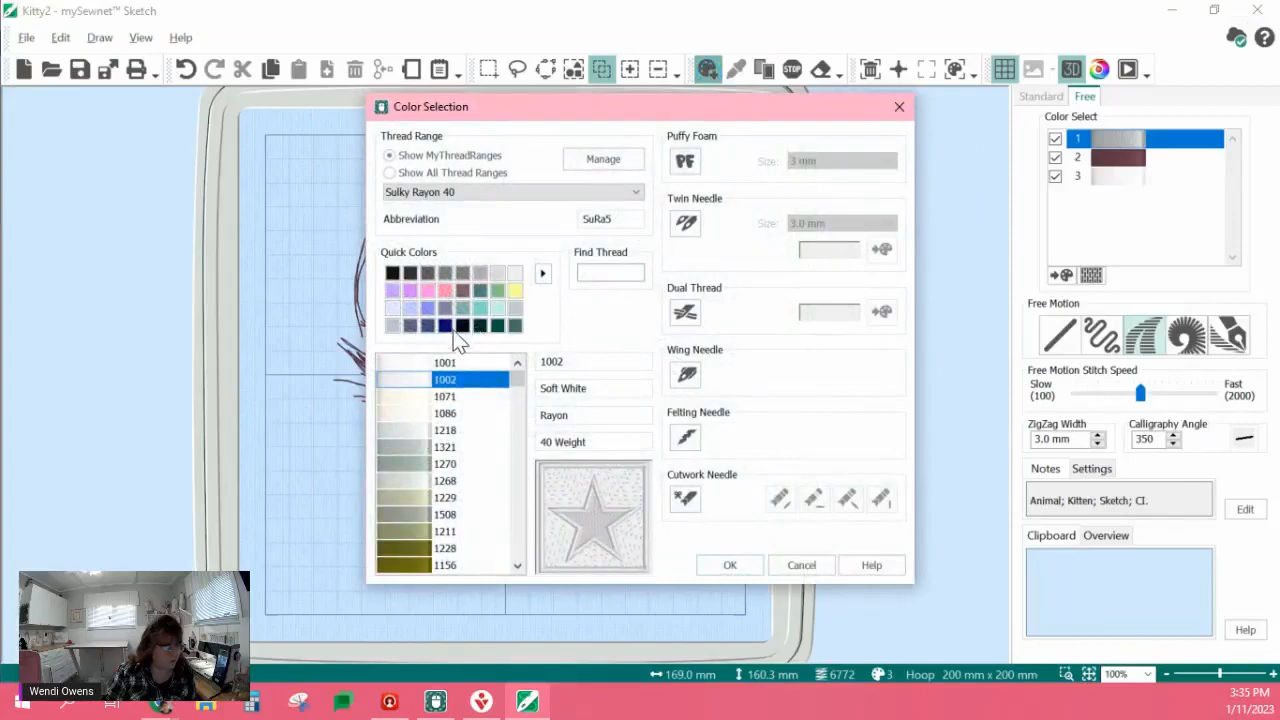 Kitty2 - mySewnet™ Sketch
File Edit Draw View Help
3D
Color Selection
Thread Range
Show MyThreadRanges
Manage
Show All Thread Ranges
Sulky Rayon 40
Abbreviation SuRa5
Quick Colors
Find Thread
1001
1002
1071
1086
1218
1321
1270
1268
1229
1508
1211
1228
1156
1002
Soft White
Rayon
40 Weight
Puffy Foam
PF Size: 3 mm
Twin Needle
Size: 3.0 mm
Dual Thread
Wing Needle
Felting Needle
Cutwork Needle
OK Cancel Help
Standard Free
Color Select
1
2
3
Free Motion
Free Motion Stitch Speed
Slow
(100)
Fast
(2000)
ZigZag Width Calligraphy Angle
3.0 mm 350
Notes Settings
Animal; Kitten; Sketch; CI.
Edit
Clipboard Overview
Help
Wendi Owens
169.0 mm 160.3 mm 6772 3 Hoop 200 mm x 200 mm 100%
3:35 PM
1/11/2023